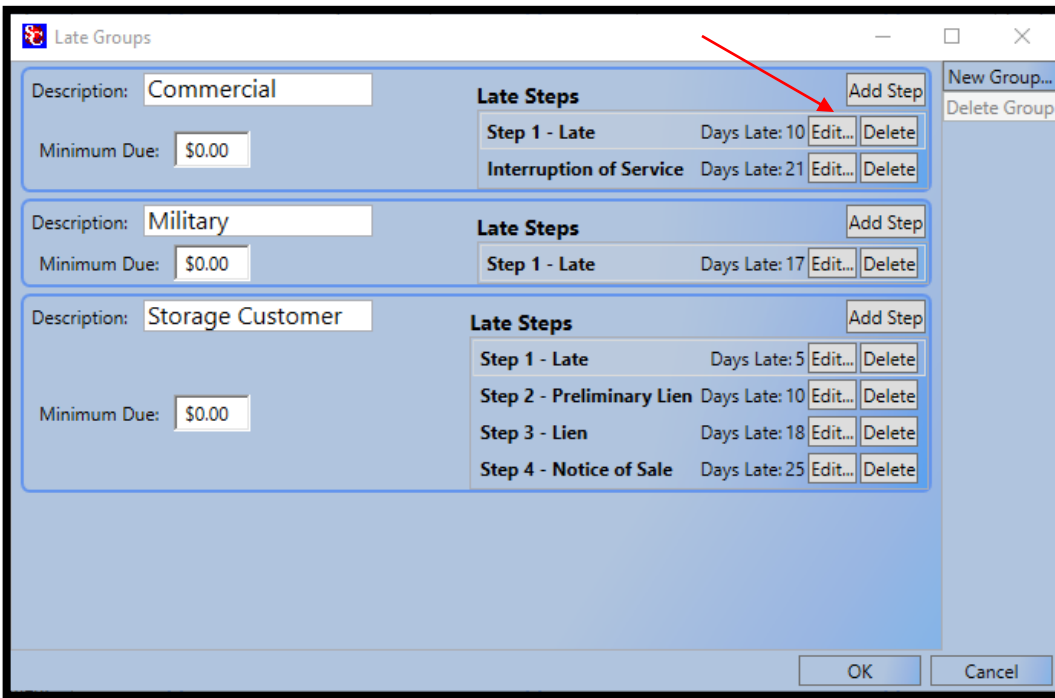 SC Late Groups
Description: Commercial
Late Steps
Add Step
New Group...
Delete Group
Minimum Due: $0.00
Step 1 - Late Days Late: 10 Edit... Delete
Interruption of Service Days Late: 21 Edit... Delete
Description: Military
Late Steps
Add Step
Minimum Due: $0.00
Step 1 - Late Days Late: 17 Edit... Delete
Description: Storage Customer
Late Steps
Add Step
Minimum Due: $0.00
Step 1 - Late Days Late: 5 Edit... Delete
Step 2 - Preliminary Lien Days Late: 10 Edit... Delete
Step 3 - Lien Days Late: 18 Edit... Delete
Step 4 - Notice of Sale Days Late: 25 Edit... Delete
OK Cancel